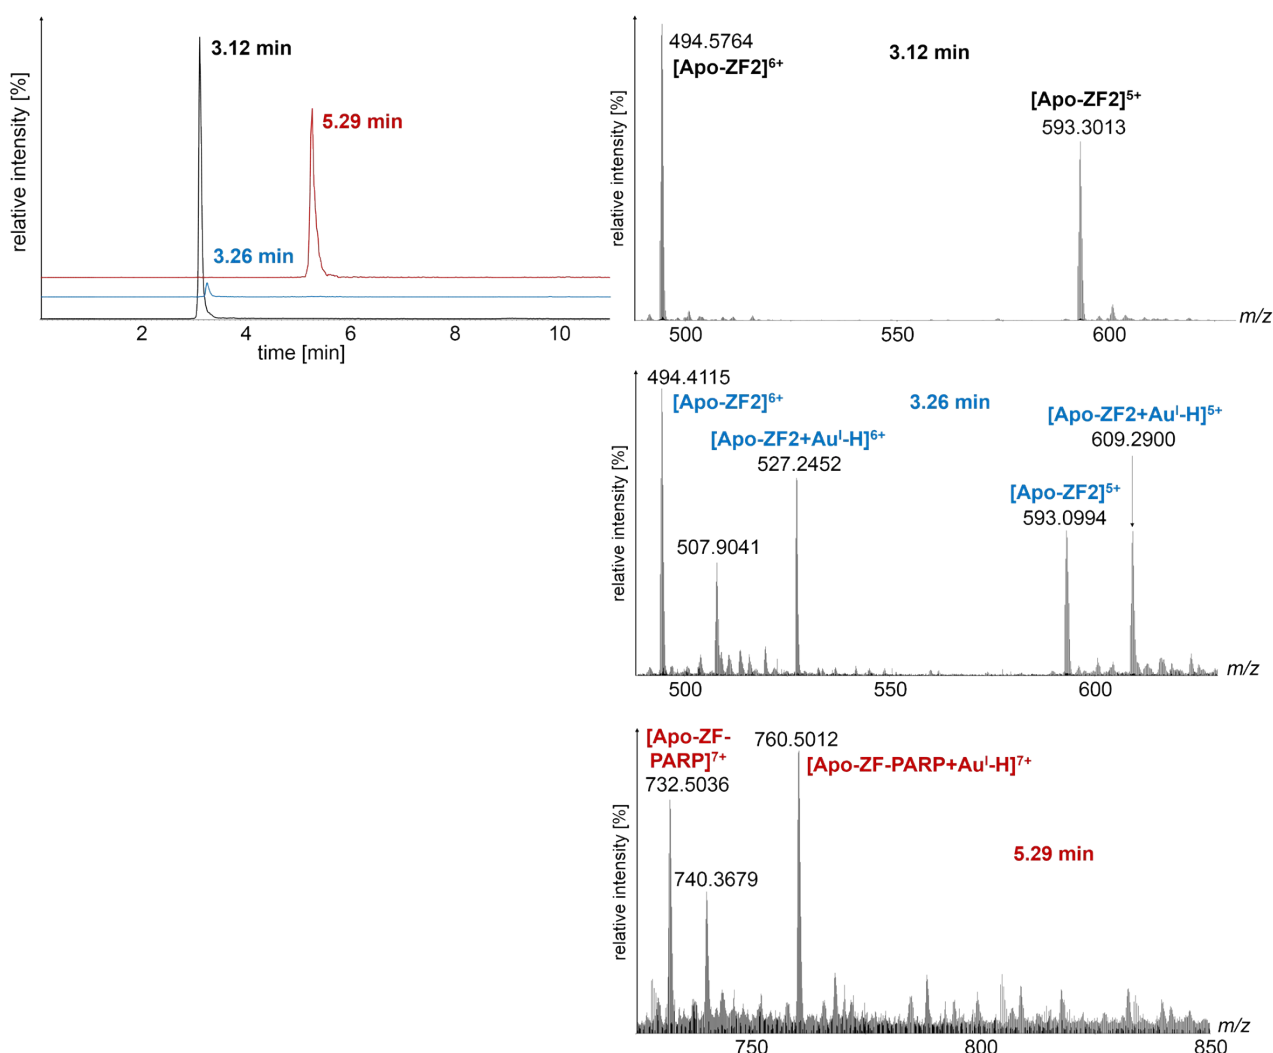 relative intensity [%]
3.12 min
5.29 min
3.26 min
2
4
6
8
10
time [min]
relative intensity [%]
494.5764
[Apo-ZF2]⁶⁺
3.12 min
[Apo-ZF2]⁵⁺
593.3013
500
550
600
m/z
relative intensity [%]
494.4115
[Apo-ZF2]⁶⁺
3.26 min
[Apo-ZF2+Auᴵ-H]⁵⁺
609.2900
[Apo-ZF2+Auᴵ-H]⁶⁺
527.2452
[Apo-ZF2]⁵⁺
593.0994
507.9041
500
550
600
m/z
relative intensity [%]
[Apo-ZF-
PARP]⁷⁺
732.5036
760.5012
[Apo-ZF-PARP+Auᴵ-H]⁷⁺
740.3679
5.29 min
750
800
850
m/z